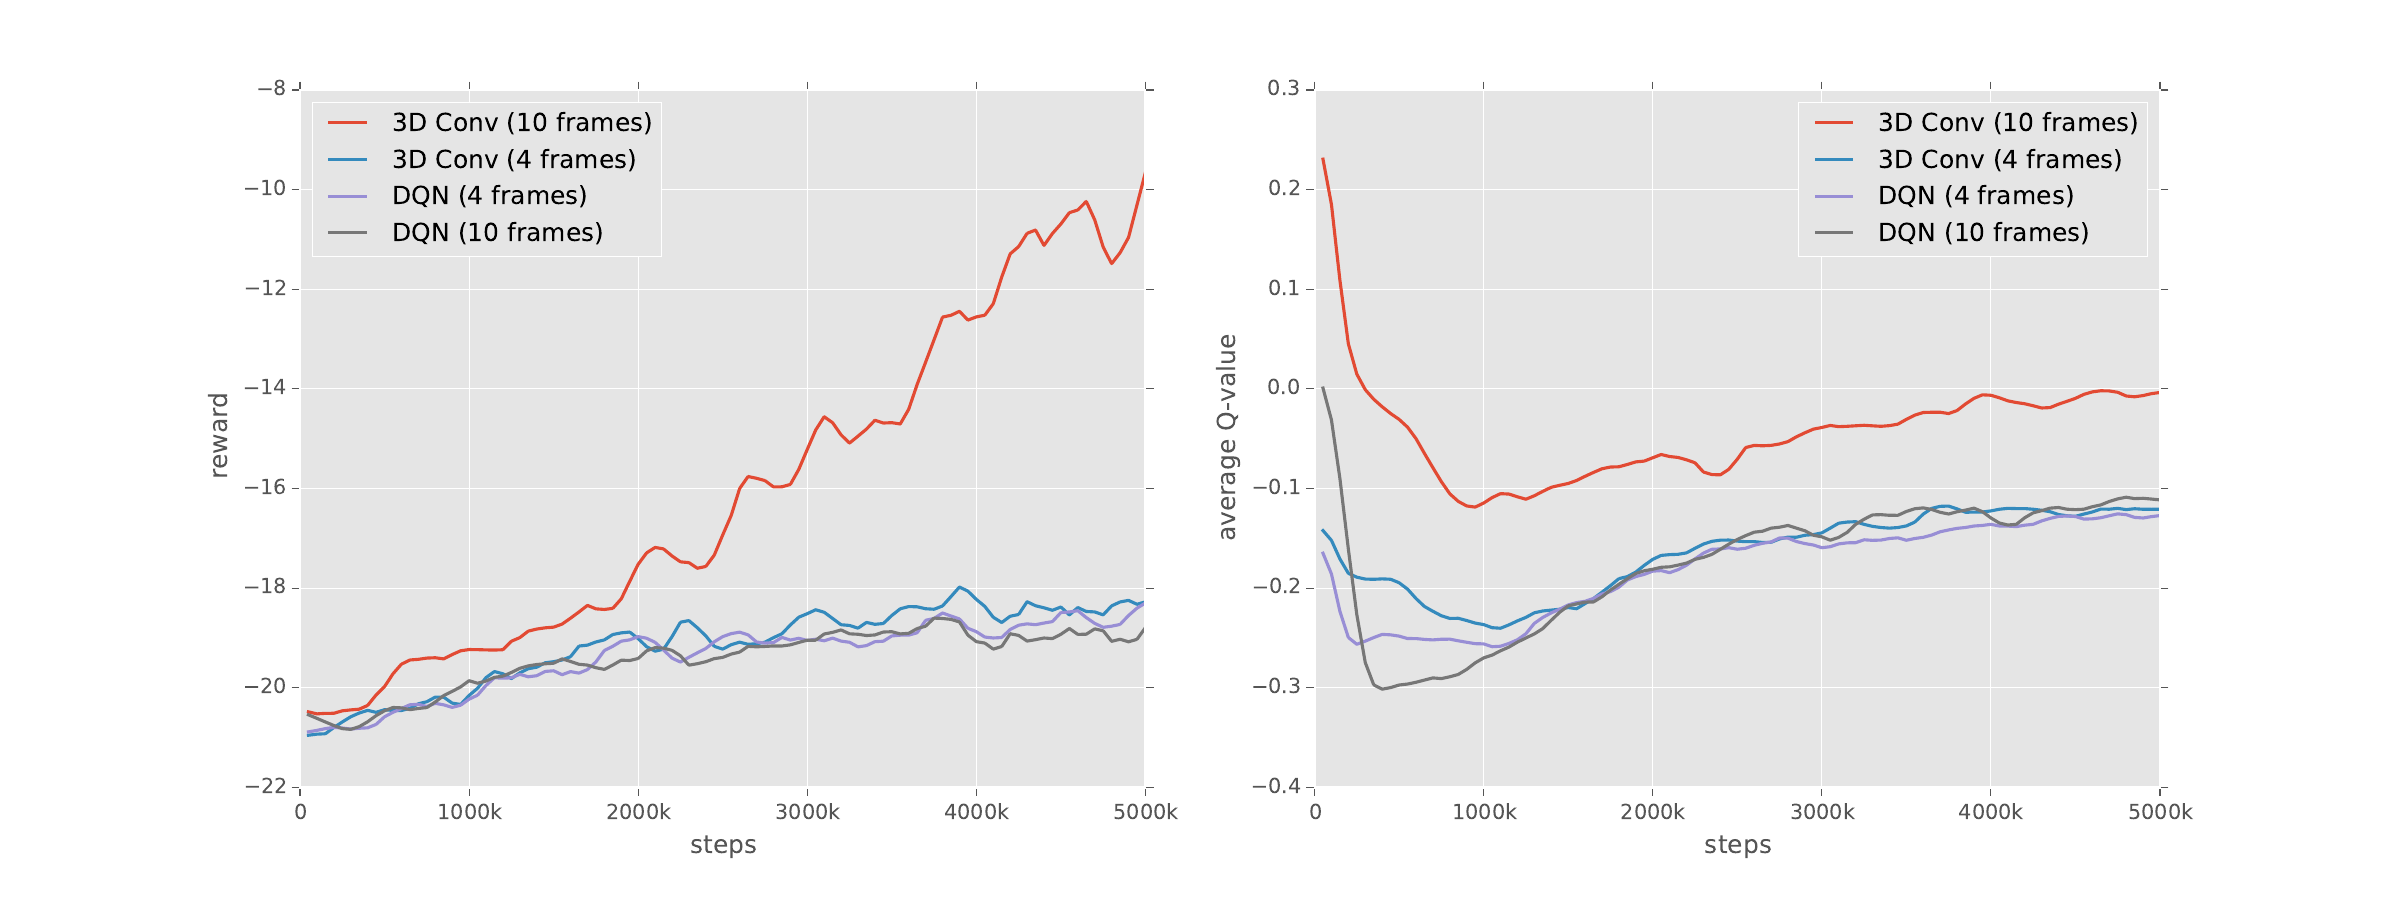 −8
−10
−12
−14
−16
−18
−20
−22
reward
3D Conv (10 frames)
3D Conv (4 frames)
DQN (4 frames)
DQN (10 frames)
0 1000k 2000k 3000k 4000k 5000k
steps
0.3
0.2
0.1
0.0
−0.1
−0.2
−0.3
−0.4
average Q-value
3D Conv (10 frames)
3D Conv (4 frames)
DQN (4 frames)
DQN (10 frames)
0 1000k 2000k 3000k 4000k 5000k
steps